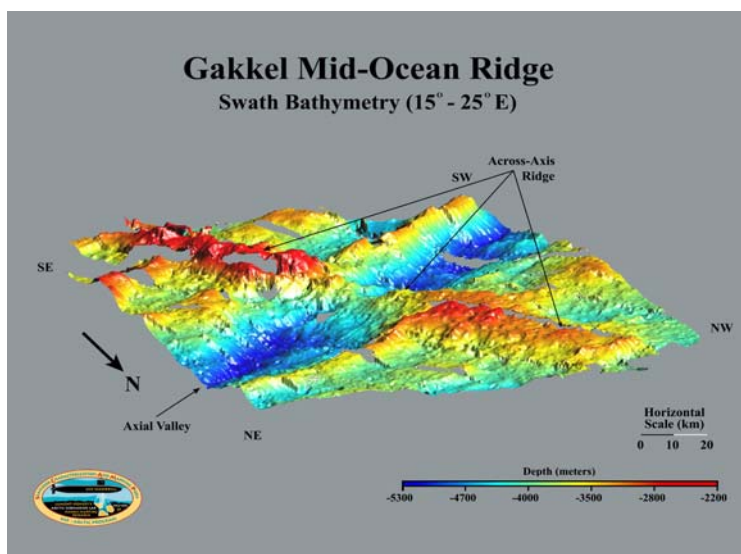 Gakkel Mid-Ocean Ridge
Swath Bathymetry (15° - 25° E)
Across-Axis
Ridge
SW
SE
NW
N
Axial Valley
NE
Horizontal
Scale (km)
0 10 20
Depth (meters)
-5300 -4700 -4000 -3500 -2800 -2200